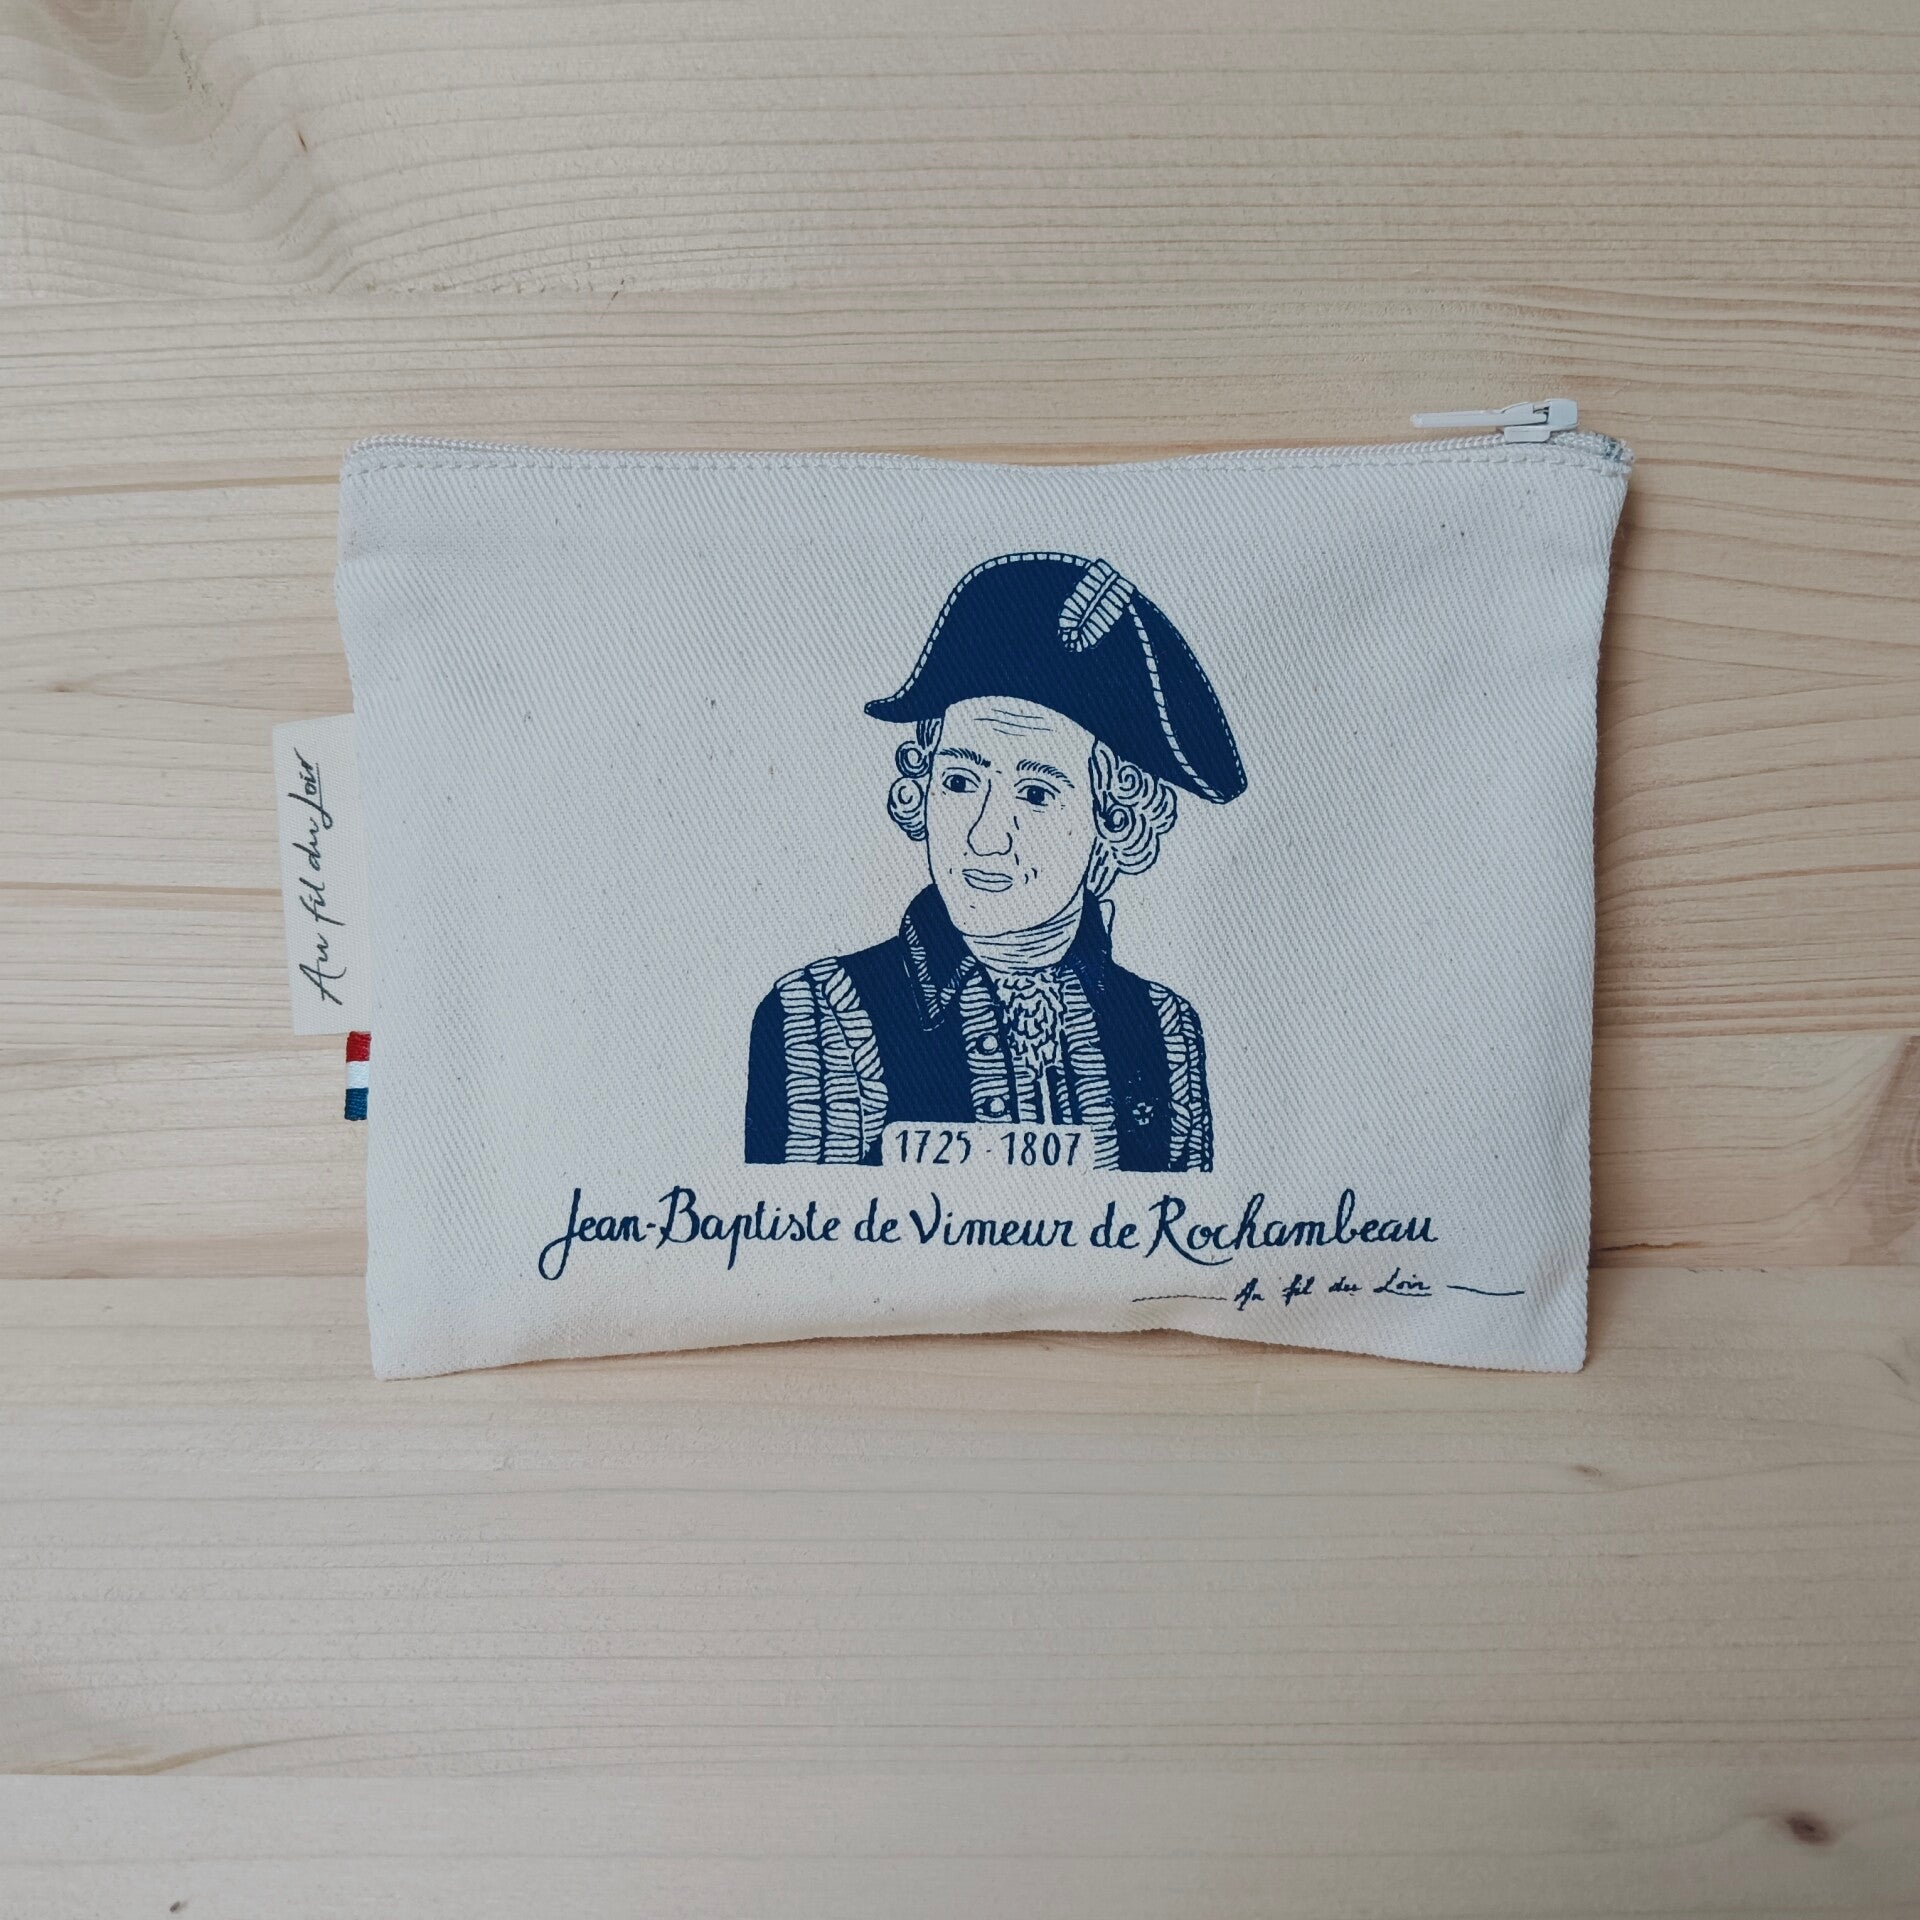 Au fil du Loir
1725 - 1807
Jean-Baptiste de Vimeur de Rochambeau
Au fil du Loir